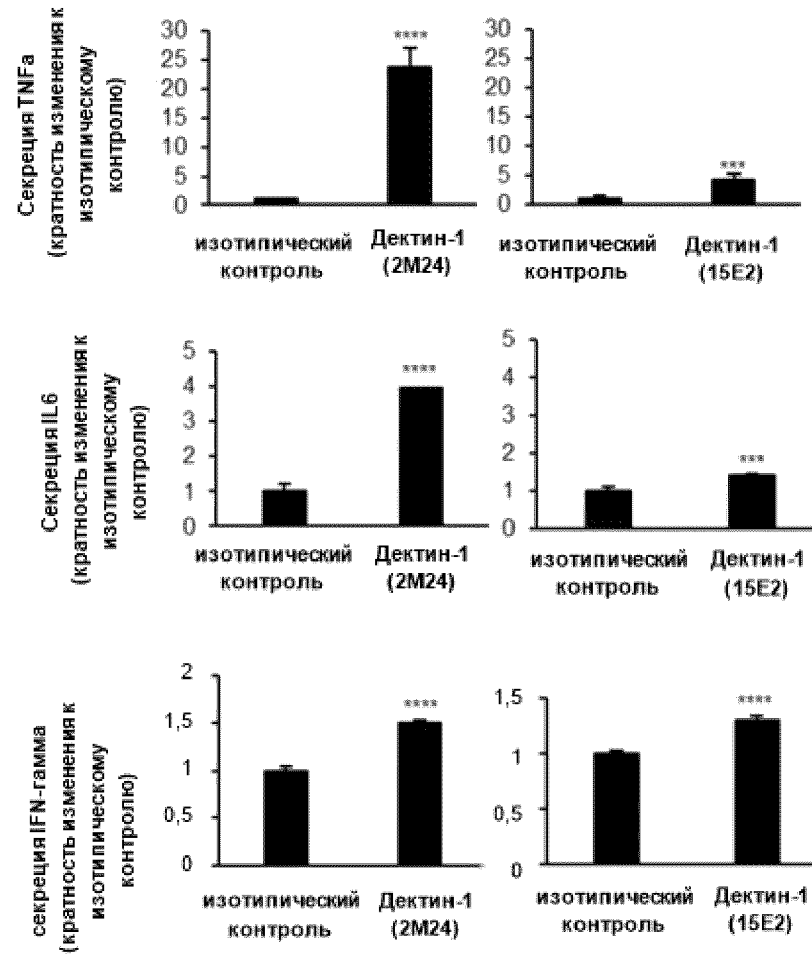 Секреция TNFa
(кратность изменения к
изотипическому
контролю)
30
25
20
15
10
5
0
****
изотипический
контроль
Дектин-1
(2M24)
30
25
20
15
10
5
0
***
изотипический
контроль
Дектин-1
(15E2)
Секреция IL6
(кратность изменения к
изотипическому
контролю)
5
4
3
2
1
0
****
изотипический
контроль
Дектин-1
(2M24)
5
4
3
2
1
0
***
изотипический
контроль
Дектин-1
(15E2)
секреция IFN-гамма
(кратность изменения к
изотипическому
контролю)
2
1,5
1
0,5
0
****
изотипический
контроль
Дектин-1
(2M24)
1,5
1
0,5
0
****
изотипический
контроль
Дектин-1
(15E2)